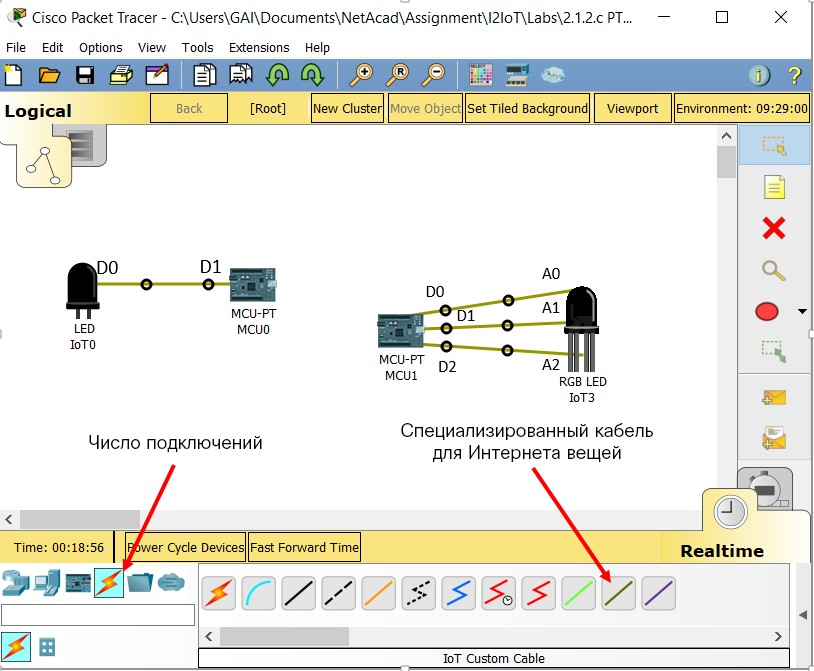 Cisco Packet Tracer - C:\Users\GAI\Documents\NetAcad\Assignment\I2IoT\Labs\2.1.2.c PT...
File Edit Options View Tools Extensions Help
Logical Back [Root] New Cluster Move Object Set Tiled Background Viewport Environment: 09:29:00
D0 D1
LED
IoT0
MCU-PT
MCU0
D0 A0
D1 A1
D2 A2
MCU-PT
MCU1
RGB LED
IoT3
Число подключений
Специализированный кабель
для Интернета вещей
Time: 00:18:56 Power Cycle Devices Fast Forward Time
Realtime
IoT Custom Cable